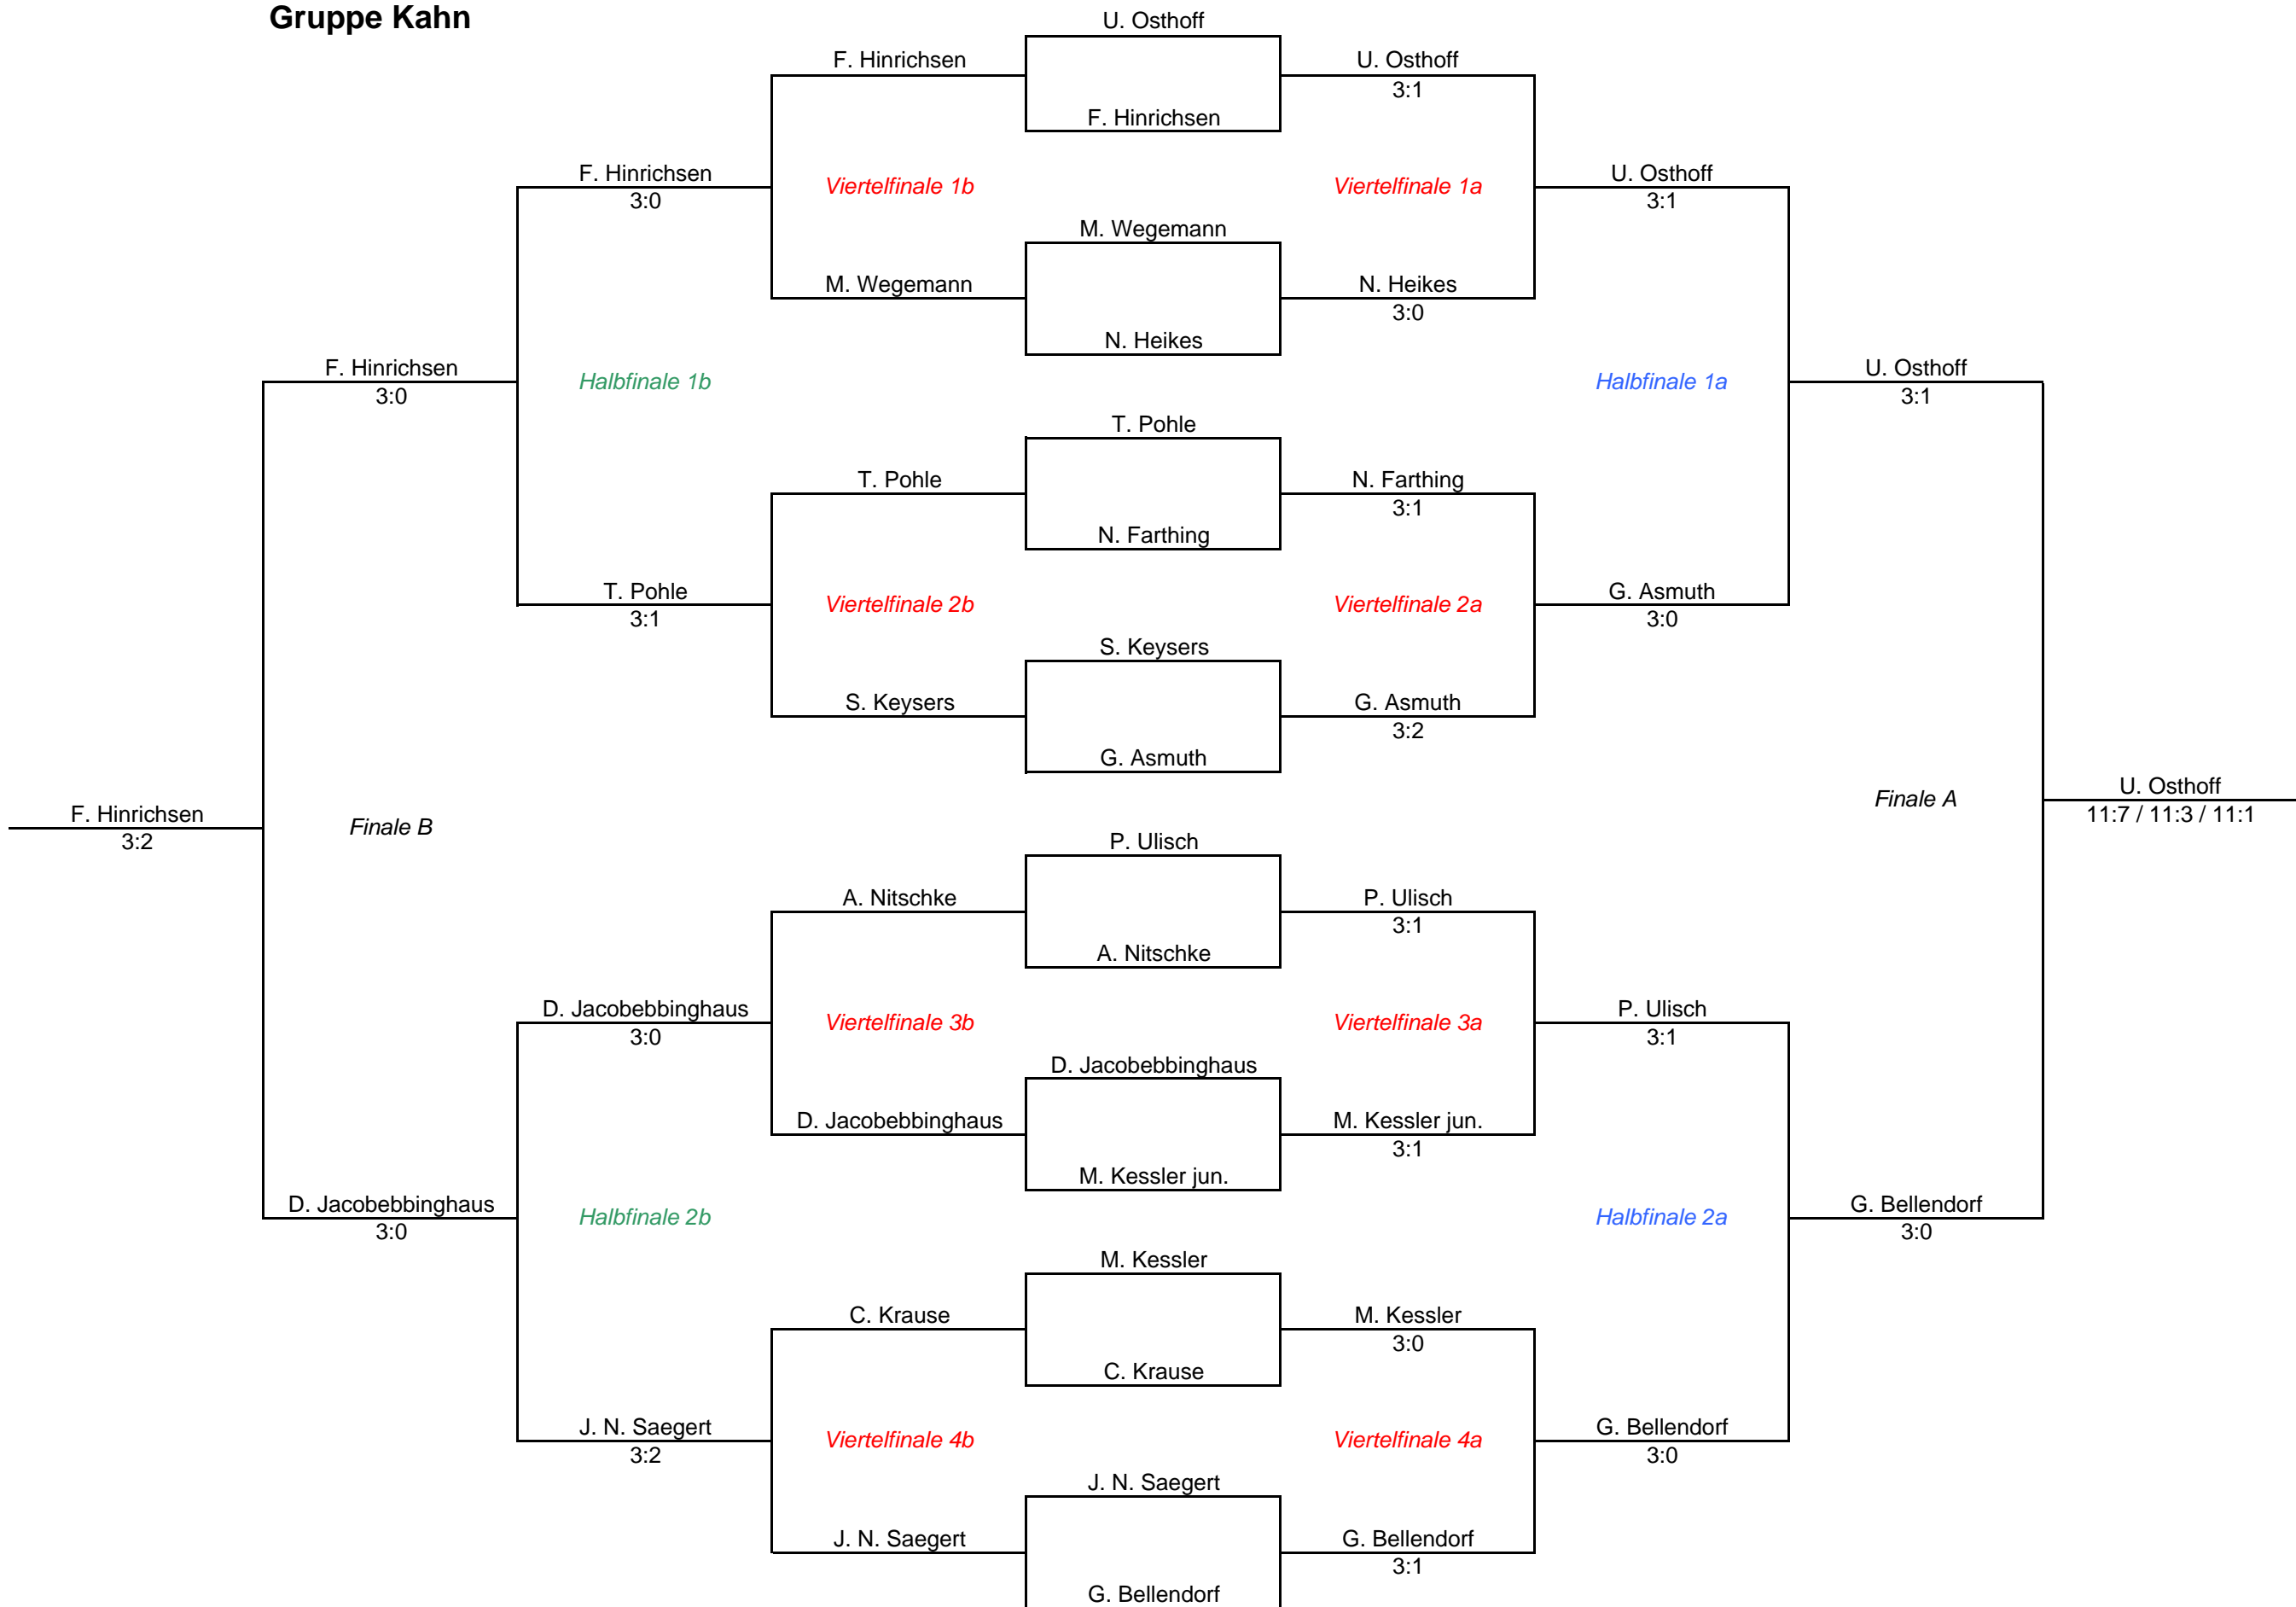 Gruppe Kahn
U. Osthoff
F. Hinrichsen
U. Osthoff
3:1
F. Hinrichsen
F. Hinrichsen
3:0
Viertelfinale 1b
Viertelfinale 1a
U. Osthoff
3:1
M. Wegemann
M. Wegemann
N. Heikes
3:0
N. Heikes
F. Hinrichsen
3:0
Halbfinale 1b
Halbfinale 1a
U. Osthoff
3:1
T. Pohle
T. Pohle
N. Farthing
3:1
N. Farthing
T. Pohle
3:1
Viertelfinale 2b
Viertelfinale 2a
G. Asmuth
3:0
S. Keysers
S. Keysers
G. Asmuth
3:2
G. Asmuth
F. Hinrichsen
3:2
Finale B
Finale A
U. Osthoff
11:7 / 11:3 / 11:1
P. Ulisch
A. Nitschke
P. Ulisch
3:1
A. Nitschke
D. Jacobebbinghaus
3:0
Viertelfinale 3b
Viertelfinale 3a
P. Ulisch
3:1
D. Jacobebbinghaus
D. Jacobebbinghaus
M. Kessler jun.
3:1
M. Kessler jun.
D. Jacobebbinghaus
3:0
Halbfinale 2b
Halbfinale 2a
G. Bellendorf
3:0
M. Kessler
C. Krause
M. Kessler
3:0
C. Krause
J. N. Saegert
3:2
Viertelfinale 4b
Viertelfinale 4a
G. Bellendorf
3:0
J. N. Saegert
J. N. Saegert
G. Bellendorf
3:1
G. Bellendorf